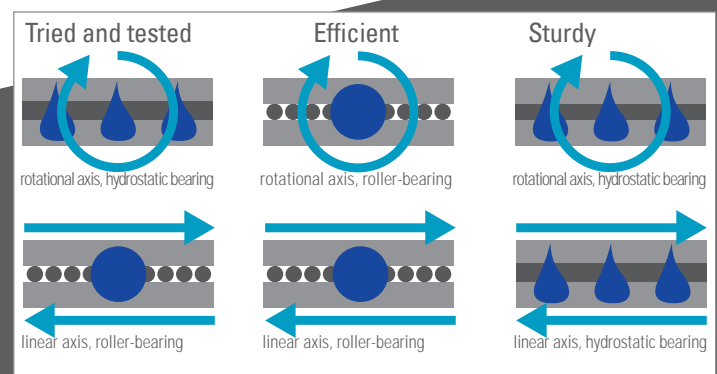 Tried and tested
Efficient
Sturdy
rotational axis, hydrostatic bearing
rotational axis, roller-bearing
rotational axis, hydrostatic bearing
linear axis, roller-bearing
linear axis, roller-bearing
linear axis, hydrostatic bearing